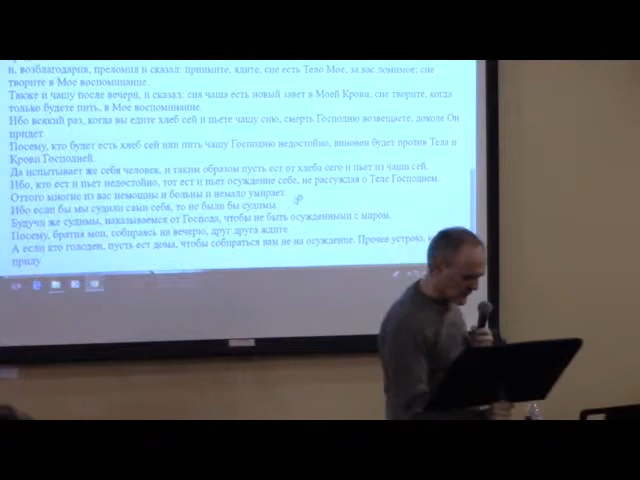 и, возблагодарив, преломил и сказал: приимите, ядите, сие есть Тело Мое, за вас ломимое; сие
творите в Мое воспоминание.
Также и чашу после вечери, и сказал: сия чаша есть новый завет в Моей Крови; сие творите, когда
только будете пить, в Мое воспоминание.
Ибо всякий раз, когда вы едите хлеб сей и пьете чашу сию, смерть Господню возвещаете, доколе Он
придет.
Посему, кто будет есть хлеб сей или пить чашу Господню недостойно, виновен будет против Тела и
Крови Господней.
Да испытывает же себя человек, и таким образом пусть ест от хлеба сего и пьет из чаши сей.
Ибо, кто ест и пьет недостойно, тот ест и пьет осуждение себе, не рассуждая о Теле Господнем.
Оттого многие из вас немощны и больны и немало умирает.
Ибо если бы мы судили сами себя, то не были бы судимы.
Будучи же судимы, наказываемся от Господа, чтобы не быть осужденными с миром.
Посему, братия мои, собираясь на вечерю, друг друга ждите.
А если кто голоден, пусть ест дома, чтобы собираться вам не на осуждение. Прочее устрою,
приду